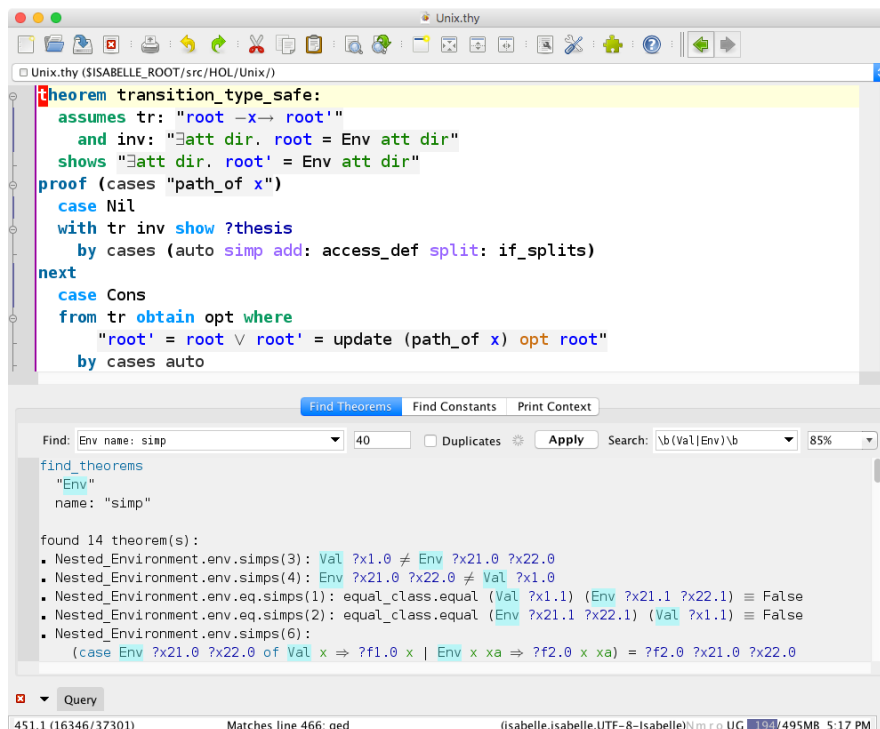 Unix.thy
Unix.thy ($ISABELLE_ROOT/src/HOL/Unix/)
theorem transition_type_safe:
assumes tr: "root —x→ root'"
and inv: "∃att dir. root = Env att dir"
shows "∃att dir. root' = Env att dir"
proof (cases "path_of x")
case Nil
with tr inv show ?thesis
by cases (auto simp add: access_def split: if_splits)
next
case Cons
from tr obtain opt where
"root' = root ∨ root' = update (path_of x) opt root"
by cases auto
Find Theorems Find Constants Print Context
Find: Env name: simp 40 Duplicates Apply Search: \b(Val|Env)\b 85%
find_theorems
"Env"
name: "simp"
found 14 theorem(s):
▪ Nested_Environment.env.simps(3): Val ?x1.0 ≠ Env ?x21.0 ?x22.0
▪ Nested_Environment.env.simps(4): Env ?x21.0 ?x22.0 ≠ Val ?x1.0
▪ Nested_Environment.env.eq.simps(1): equal_class.equal (Val ?x1.1) (Env ?x21.1 ?x22.1) ≡ False
▪ Nested_Environment.env.eq.simps(2): equal_class.equal (Env ?x21.1 ?x22.1) (Val ?x1.1) ≡ False
▪ Nested_Environment.env.simps(6):
(case Env ?x21.0 ?x22.0 of Val x ⇒ ?f1.0 x | Env x xa ⇒ ?f2.0 x xa) = ?f2.0 ?x21.0 ?x22.0
Query
451,1 (16346/37301) Matches line 466: qed (isabelle,isabelle,UTF-8-Isabelle)N m r o UG 194/495MB 5:17 PM